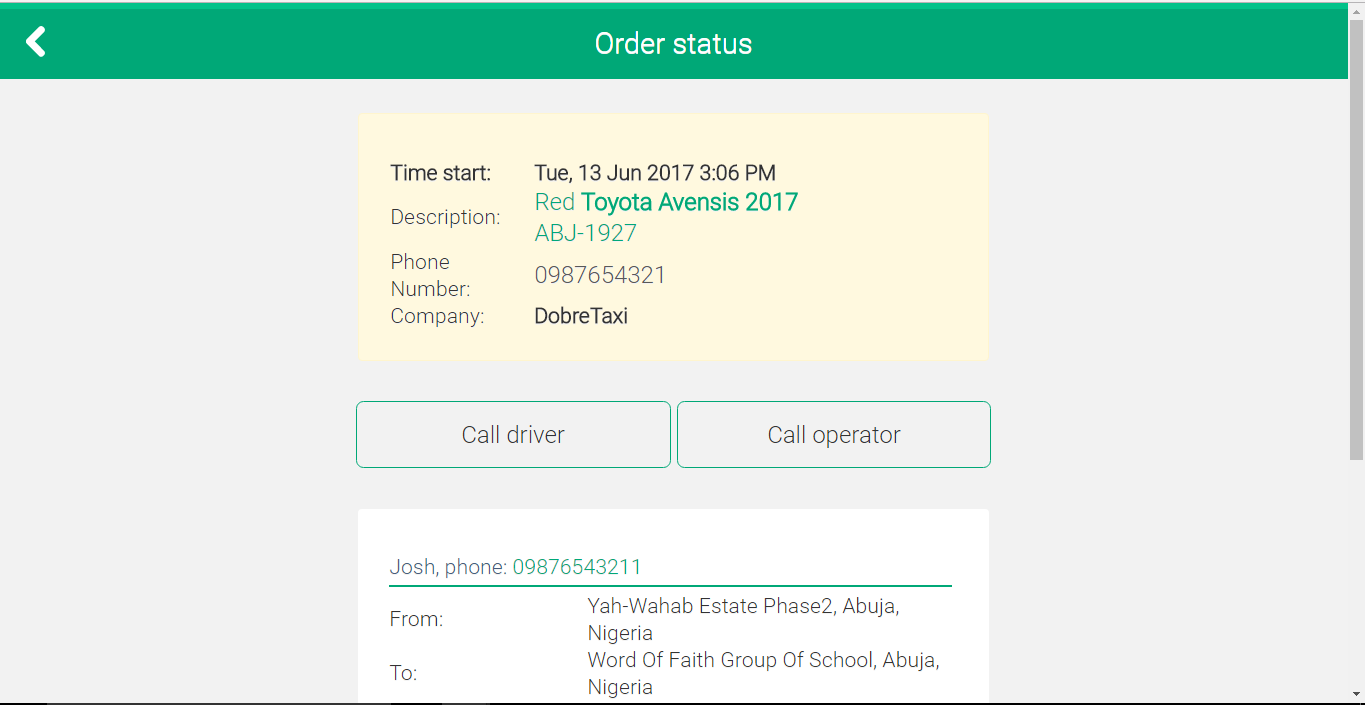 Order status
Time start: Tue, 13 Jun 2017 3:06 PM
Description: Red Toyota Avensis 2017
ABJ-1927
Phone
Number: 0987654321
Company: DobreTaxi
Call driver Call operator
Josh, phone: 09876543211
From: Yah-Wahab Estate Phase2, Abuja,
Nigeria
To: Word Of Faith Group Of School, Abuja,
Nigeria